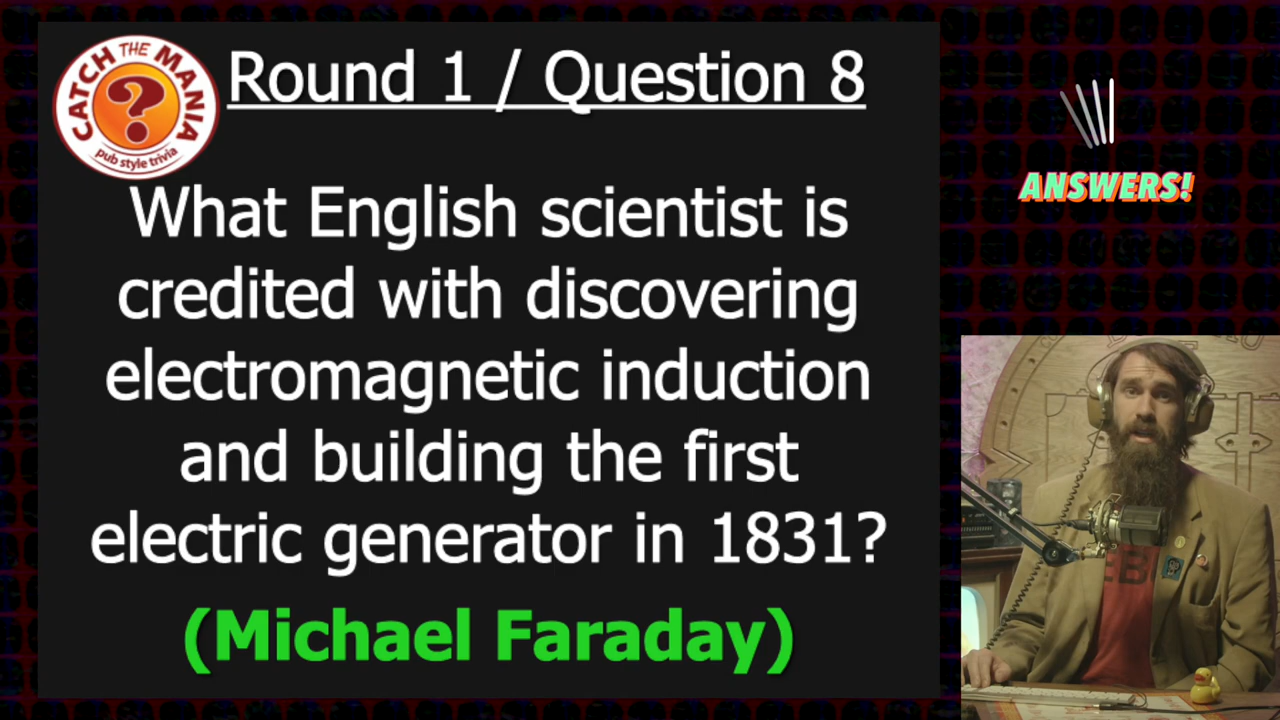 CATCH THE MANIA
?
pub style trivia
Round 1 / Question 8
What English scientist is
credited with discovering
electromagnetic induction
and building the first
electric generator in 1831?
(Michael Faraday)
ANSWERS!